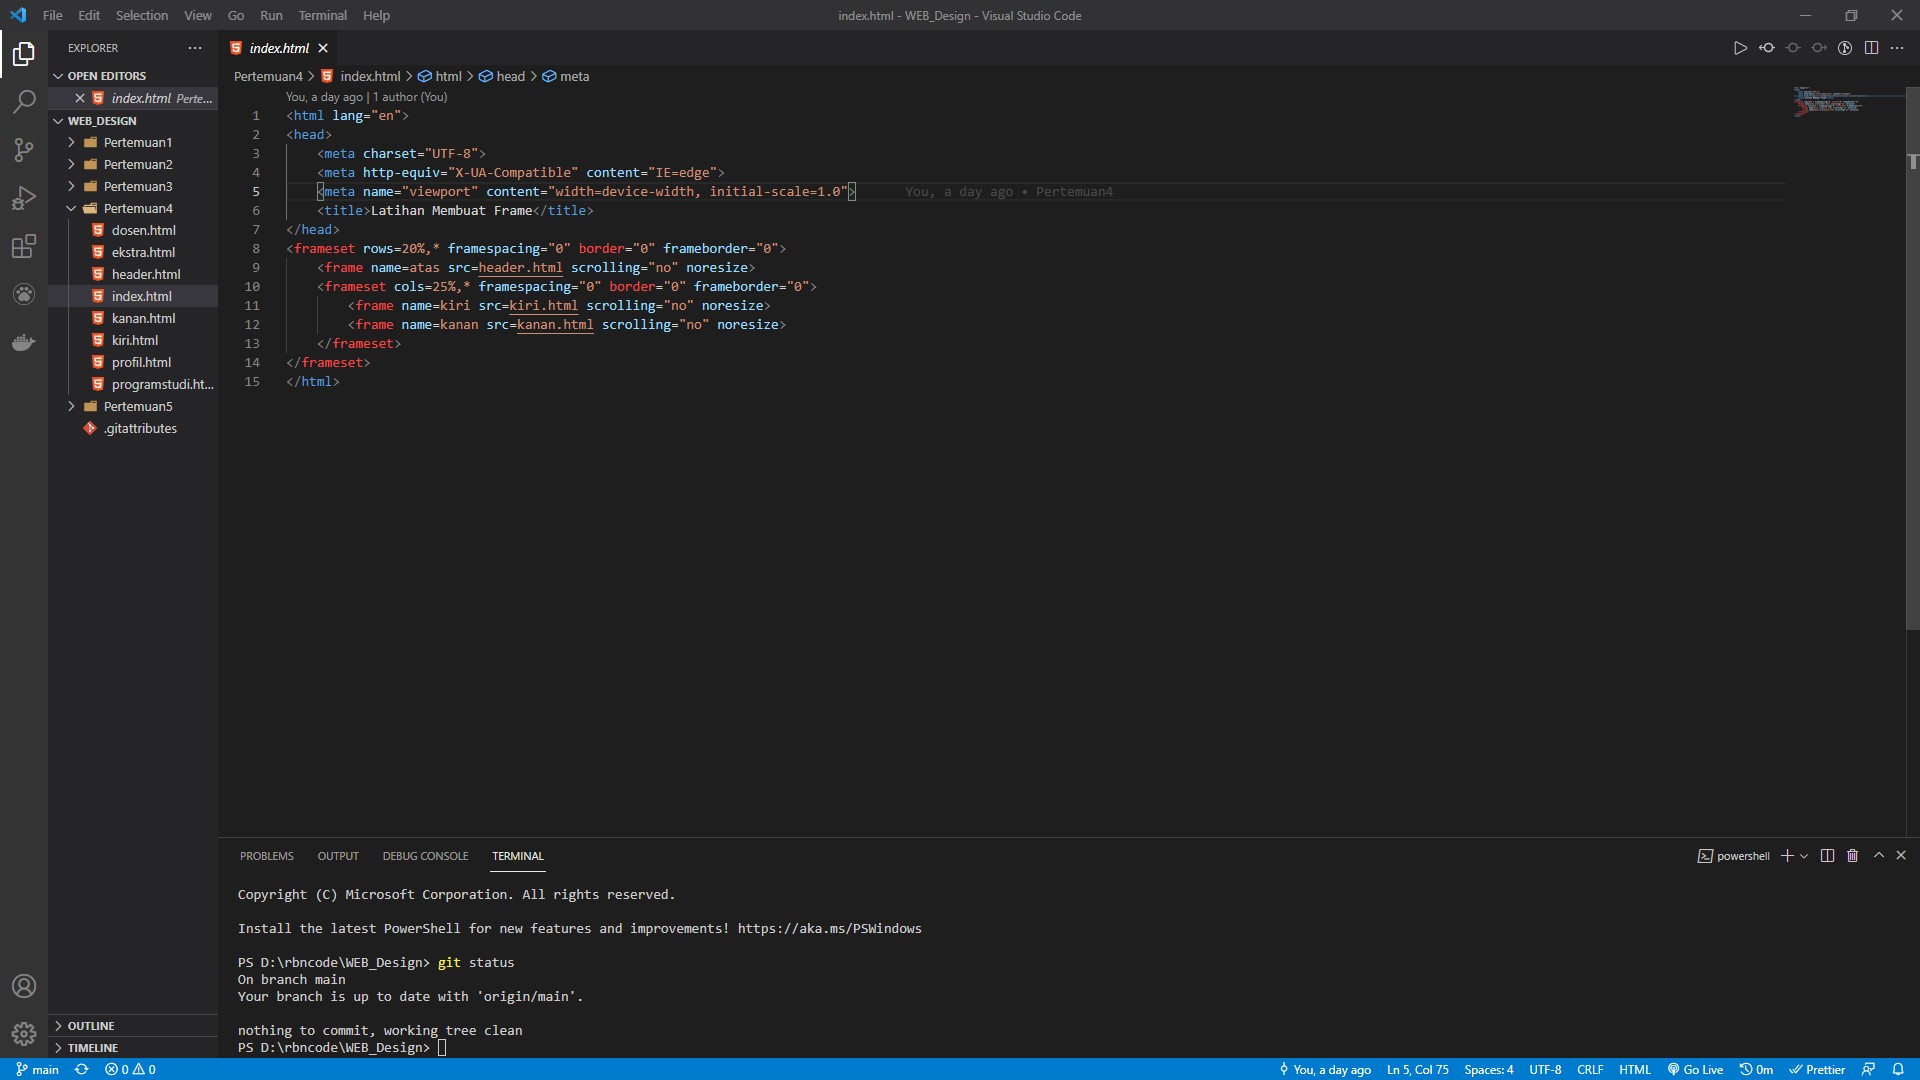 File Edit Selection View Go Run Terminal Help
index.html - WEB_Design - Visual Studio Code
EXPLORER
OPEN EDITORS
index.html Perte...
WEB_DESIGN
Pertemuan1
Pertemuan2
Pertemuan3
Pertemuan4
dosen.html
ekstra.html
header.html
index.html
kanan.html
kiri.html
profil.html
programstudi.ht...
Pertemuan5
.gitattributes
OUTLINE
TIMELINE
index.html
Pertemuan4 > index.html > html > head > meta
You, a day ago | 1 author (You)
1 <html lang="en">
2 <head>
3 <meta charset="UTF-8">
4 <meta http-equiv="X-UA-Compatible" content="IE=edge">
5 <meta name="viewport" content="width=device-width, initial-scale=1.0"> You, a day ago • Pertemuan4
6 <title>Latihan Membuat Frame</title>
7 </head>
8 <frameset rows=20%,* framespacing="0" border="0" frameborder="0">
9 <frame name=atas src=header.html scrolling="no" noresize>
10 <frameset cols=25%,* framespacing="0" border="0" frameborder="0">
11 <frame name=kiri src=kiri.html scrolling="no" noresize>
12 <frame name=kanan src=kanan.html scrolling="no" noresize>
13 </frameset>
14 </frameset>
15 </html>
PROBLEMS OUTPUT DEBUG CONSOLE TERMINAL
powershell
Copyright (C) Microsoft Corporation. All rights reserved.
Install the latest PowerShell for new features and improvements! https://aka.ms/PSWindows
PS D:\rbncode\WEB_Design> git status
On branch main
Your branch is up to date with 'origin/main'.
nothing to commit, working tree clean
PS D:\rbncode\WEB_Design>
main 0 0 You, a day ago Ln 5, Col 75 Spaces: 4 UTF-8 CRLF HTML Go Live 0m Prettier